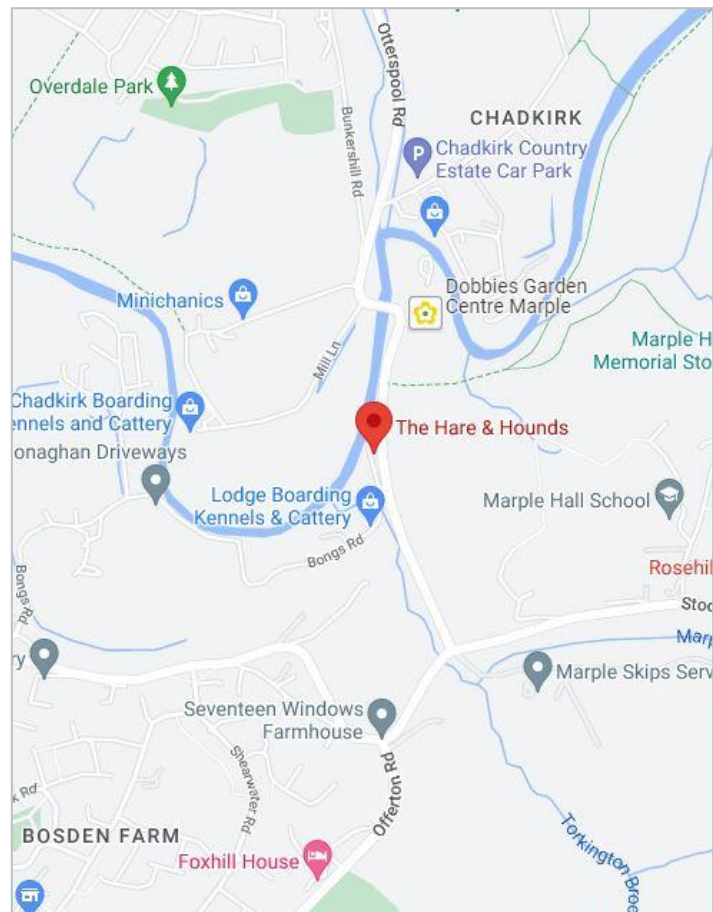 Otterspool Rd
Overdale Park
Bunkershill Rd
CHADKIRK
P
Chadkirk Country
Estate Car Park
Dobbies Garden
Centre Marple
Minichanics
Mill Ln
Marple H
Memorial Sto
Chadkirk Boarding
ennels and Cattery
The Hare & Hounds
onaghan Driveways
Lodge Boarding
Kennels & Cattery
Marple Hall School
Bongs Rd
Rosehil
Bongs Rd
Stoc
Marp
ry
Marple Skips Serv
Seventeen Windows
Farmhouse
Shearwater Rd
Offerton Rd
k Rd
BOSDEN FARM
Foxhill House
Torkington Broo